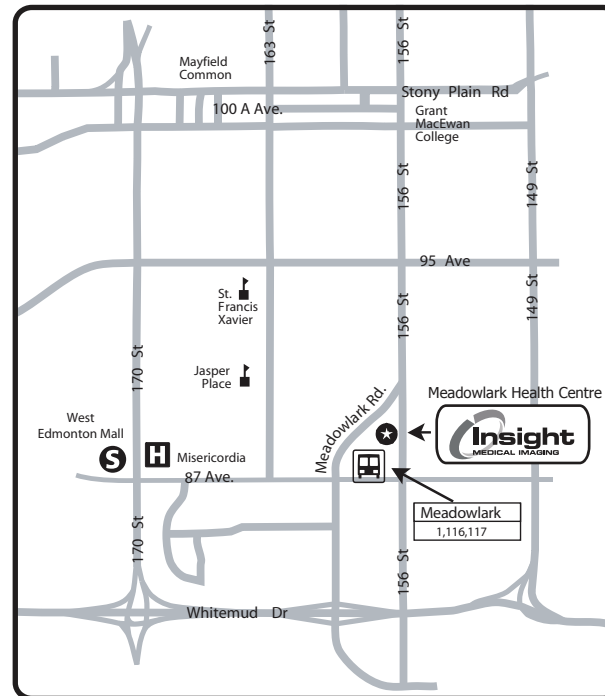 163 St
156 St
Mayfield
Common
Stony Plain Rd
100 A Ave.
Grant
MacEwan
College
156 St
149 St
95 Ave
St.
Francis
Xavier
156 St
149 St
170 St
Jasper
Place
Meadowlark Rd.
Meadowlark Health Centre
Insight
MEDICAL IMAGING
West
Edmonton Mall
S
H
Misericordia
87 Ave.
Meadowlark
1,116,117
170 St
156 St
Whitemud Dr